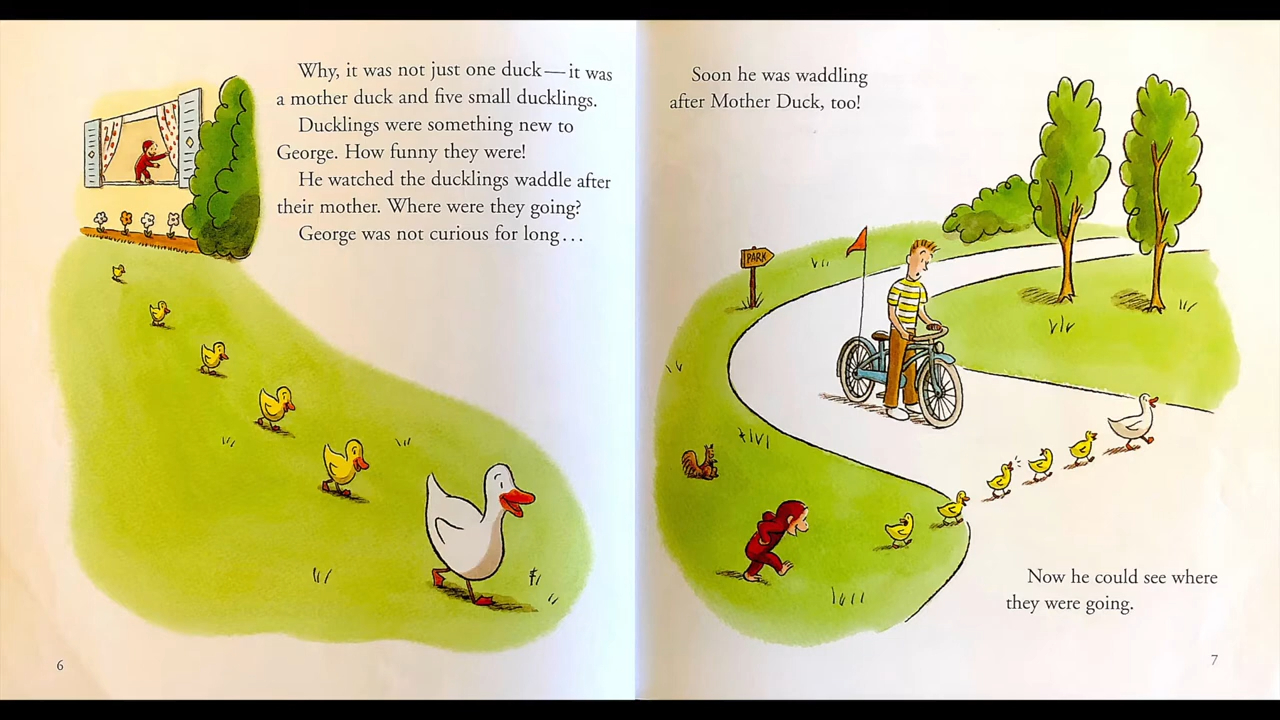 Why, it was not just one duck—it was
a mother duck and five small ducklings.
Ducklings were something new to
George. How funny they were!
He watched the ducklings waddle after
their mother. Where were they going?
George was not curious for long...
6
Soon he was waddling
after Mother Duck, too!
PARK
Now he could see where
they were going.
7